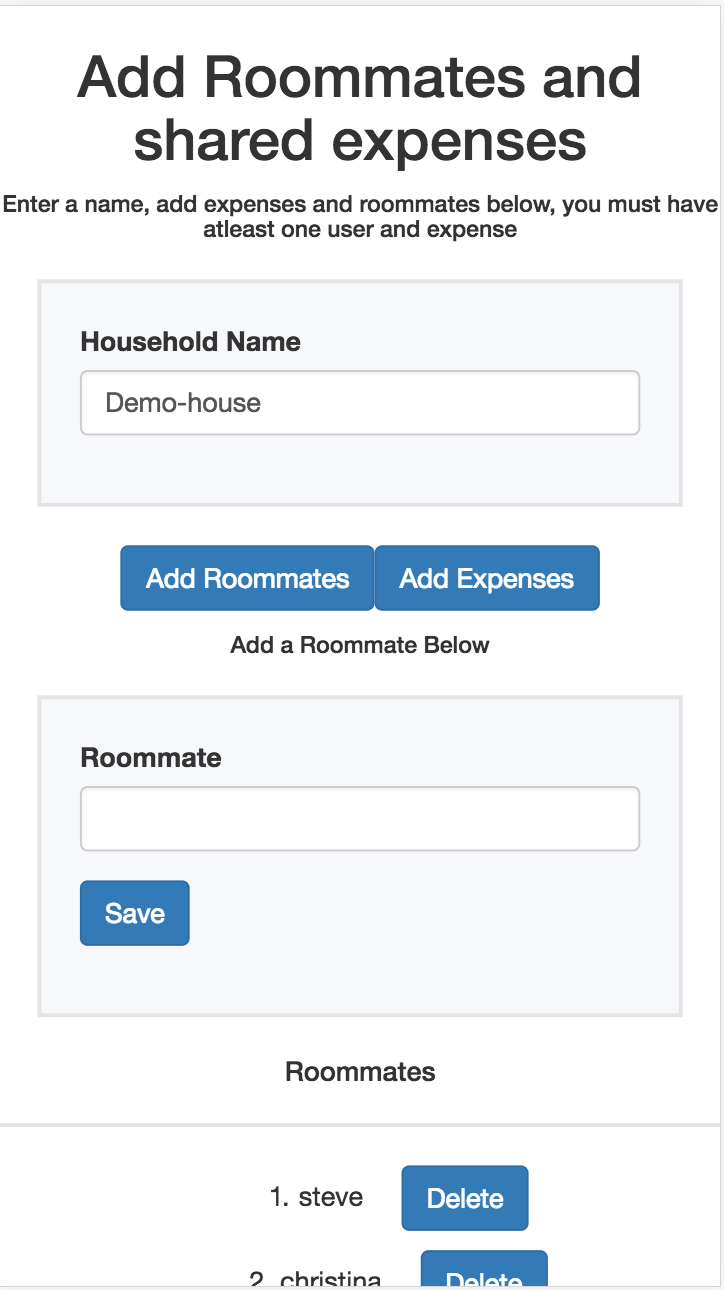 Add Roommates and
shared expenses
Enter a name, add expenses and roommates below, you must have
atleast one user and expense
Household Name
Demo-house
Add Roommates Add Expenses
Add a Roommate Below
Roommate
Save
Roommates
1. steve Delete
2. christina Delete